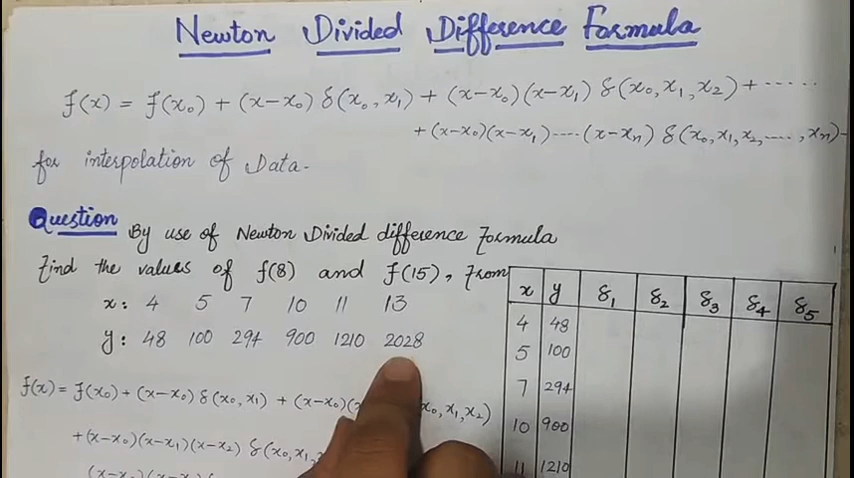 Newton Divided Difference Formula
f(x) = f(x₀) + (x-x₀) δ(x₀, x₁) + (x-x₀)(x-x₁) δ(x₀, x₁, x₂) + ......
+ (x-x₀)(x-x₁)....(x-xₙ) δ(x₀, x₁, x₂, ...., xₙ) -
for interpolation of Data.
Question By use of Newton Divided difference Formula
Find the values of f(8) and f(15), From
x: 4 5 7 10 11 13
y: 48 100 294 900 1210 2028
f(x) = f(x₀) + (x-x₀) δ(x₀, x₁) + (x-x₀)(x x₀, x₁, x₂)
+ (x-x₀)(x-x₁)(x-x₂) δ(x₀, x₁,
x y δ₁ δ₂ δ₃ δ₄ δ₅
4 48
5 100
7 294
10 900
11 1210